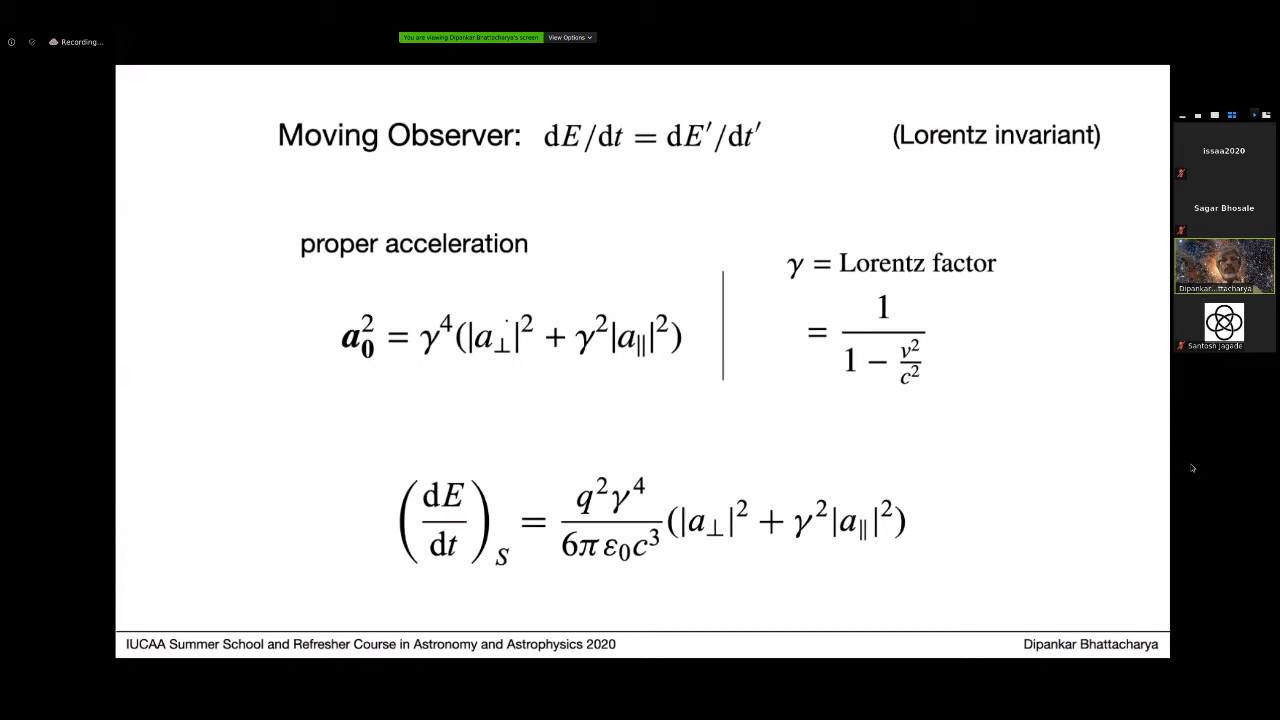 Recording...
You are viewing Dipankar Bhattacharya's screen View Options
Moving Observer: dE/dt = dE′/dt′ (Lorentz invariant)
proper acceleration
γ = Lorentz factor
a₀² = γ⁴(|a⊥|² + γ²|a∥|²)
= 1 / (1 − v²/c²)
(dE/dt)_S = q²γ⁴ / 6πε₀c³ (|a⊥|² + γ²|a∥|²)
IUCAA Summer School and Refresher Course in Astronomy and Astrophysics 2020 Dipankar Bhattacharya
issaa2020
Sagar Bhosale
Dipankar...ttacharya
Santosh Jagade